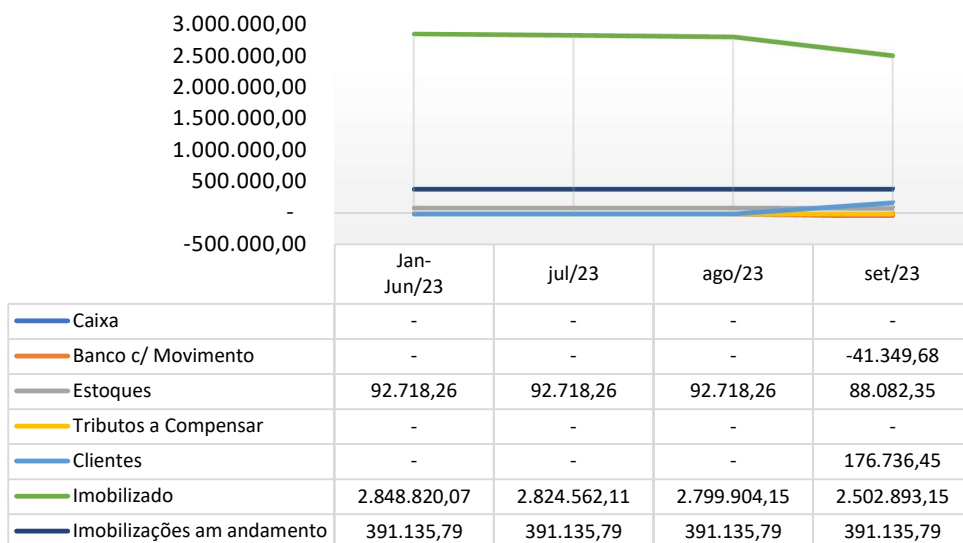 3.000.000,00
2.500.000,00
2.000.000,00
1.500.000,00
1.000.000,00
500.000,00
-
-500.000,00
Jan-
Jun/23 jul/23 ago/23 set/23
Caixa - - - -
Banco c/ Movimento - - - -41.349,68
Estoques 92.718,26 92.718,26 92.718,26 88.082,35
Tributos a Compensar - - - -
Clientes - - - 176.736,45
Imobilizado 2.848.820,07 2.824.562,11 2.799.904,15 2.502.893,15
Imobilizações am andamento 391.135,79 391.135,79 391.135,79 391.135,79